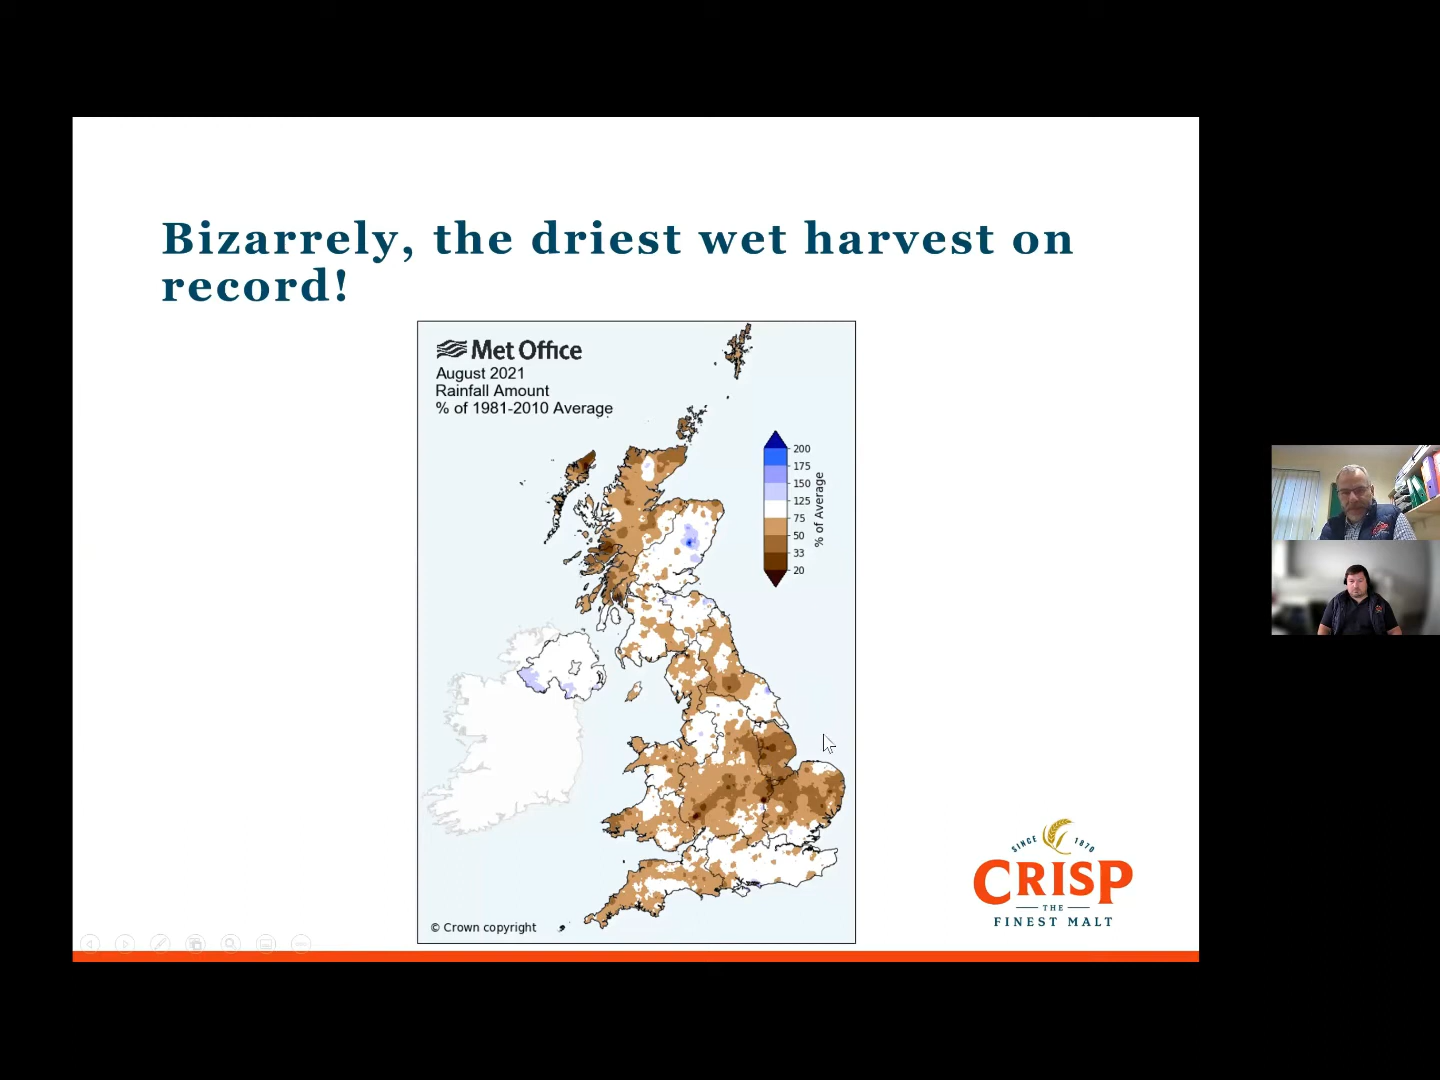 Bizarrely, the driest wet harvest on
record!
Met Office
August 2021
Rainfall Amount
% of 1981-2010 Average
200
175
150
125
75
50
33
20
% of Average
© Crown copyright
SINCE 1870
CRISP
THE
FINEST MALT